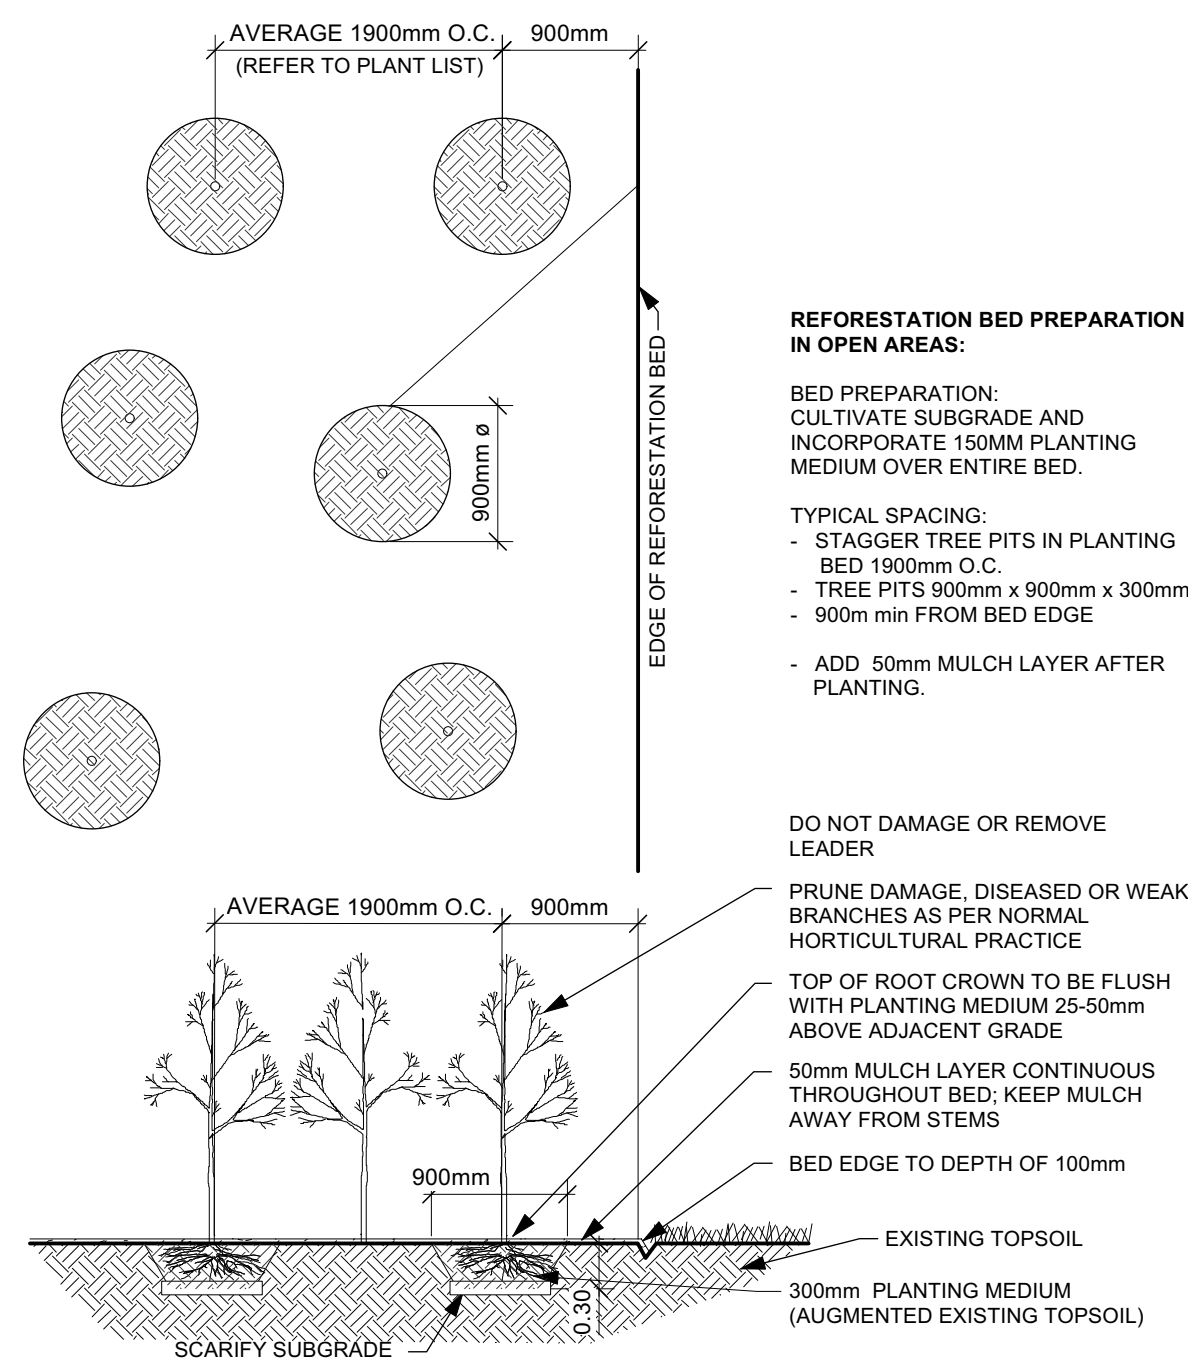 AVERAGE 1900mm O.C.
900mm
(REFER TO PLANT LIST)
900mm ø
EDGE OF REFORESTATION BED
REFORESTATION BED PREPARATION
IN OPEN AREAS:
BED PREPARATION:
CULTIVATE SUBGRADE AND
INCORPORATE 150MM PLANTING
MEDIUM OVER ENTIRE BED.
TYPICAL SPACING:
- STAGGER TREE PITS IN PLANTING
BED 1900mm O.C.
- TREE PITS 900mm x 900mm x 300mm
- 900m min FROM BED EDGE
- ADD 50mm MULCH LAYER AFTER
PLANTING.
DO NOT DAMAGE OR REMOVE
LEADER
PRUNE DAMAGE, DISEASED OR WEAK
BRANCHES AS PER NORMAL
HORTICULTURAL PRACTICE
TOP OF ROOT CROWN TO BE FLUSH
WITH PLANTING MEDIUM 25-50mm
ABOVE ADJACENT GRADE
50mm MULCH LAYER CONTINUOUS
THROUGHOUT BED; KEEP MULCH
AWAY FROM STEMS
BED EDGE TO DEPTH OF 100mm
EXISTING TOPSOIL
300mm PLANTING MEDIUM
(AUGMENTED EXISTING TOPSOIL)
AVERAGE 1900mm O.C.
900mm
900mm
0.30
SCARIFY SUBGRADE